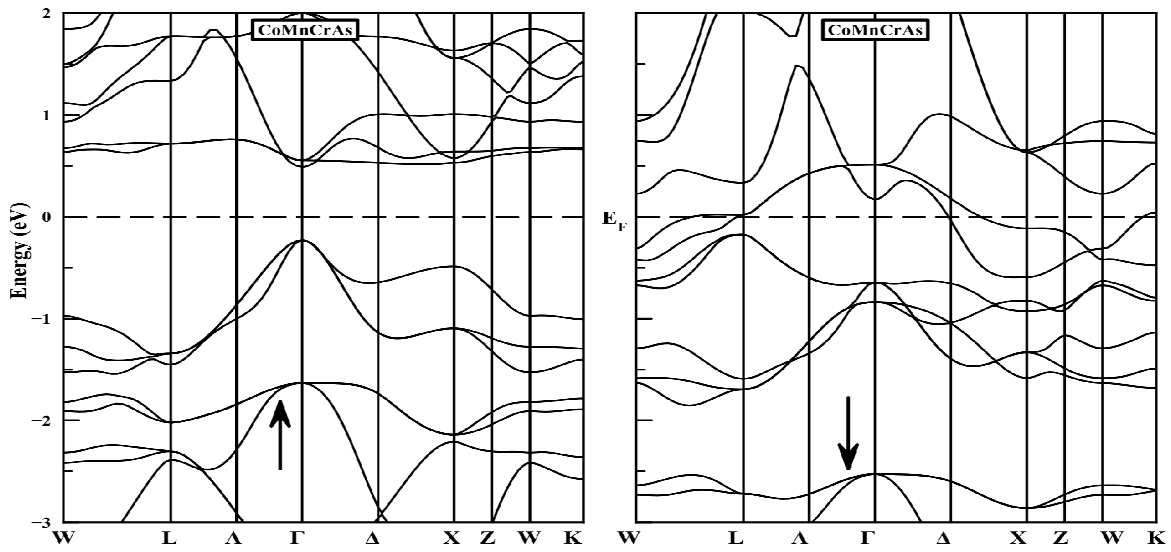 CoMnCrAs
Energy (eV)
2
1
0
−1
−2
−3
W L Λ Γ Δ X Z W K
CoMnCrAs
E_F
W L Λ Γ Δ X Z W K